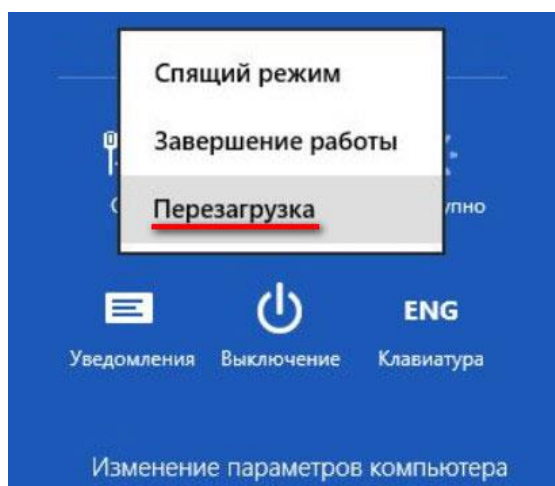 Спящий режим
Завершение работы
Перезагрузка
Уведомления
Выключение
ENG
Клавиатура
Изменение параметров компьютера